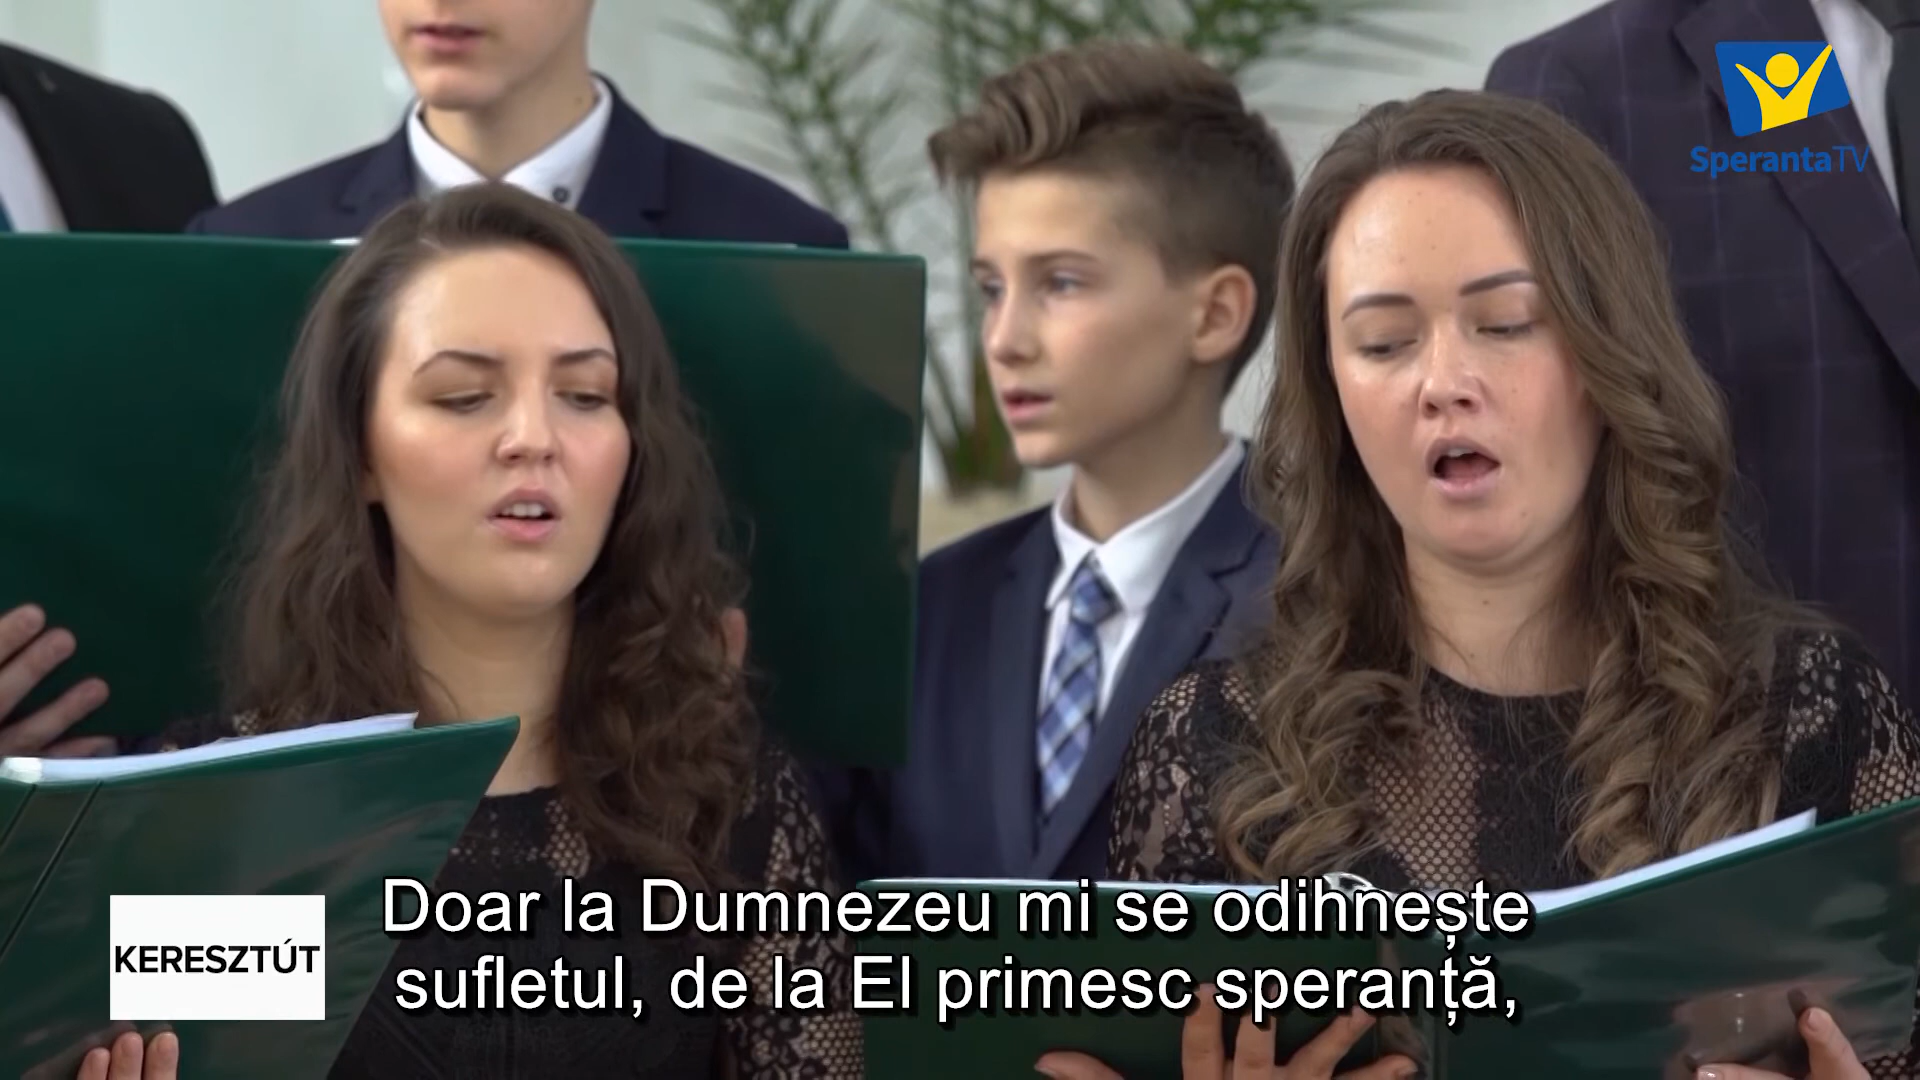 SperantaTV
KERESZTÚT
Doar la Dumnezeu mi se odihnește
sufletul, de la El primesc speranță,